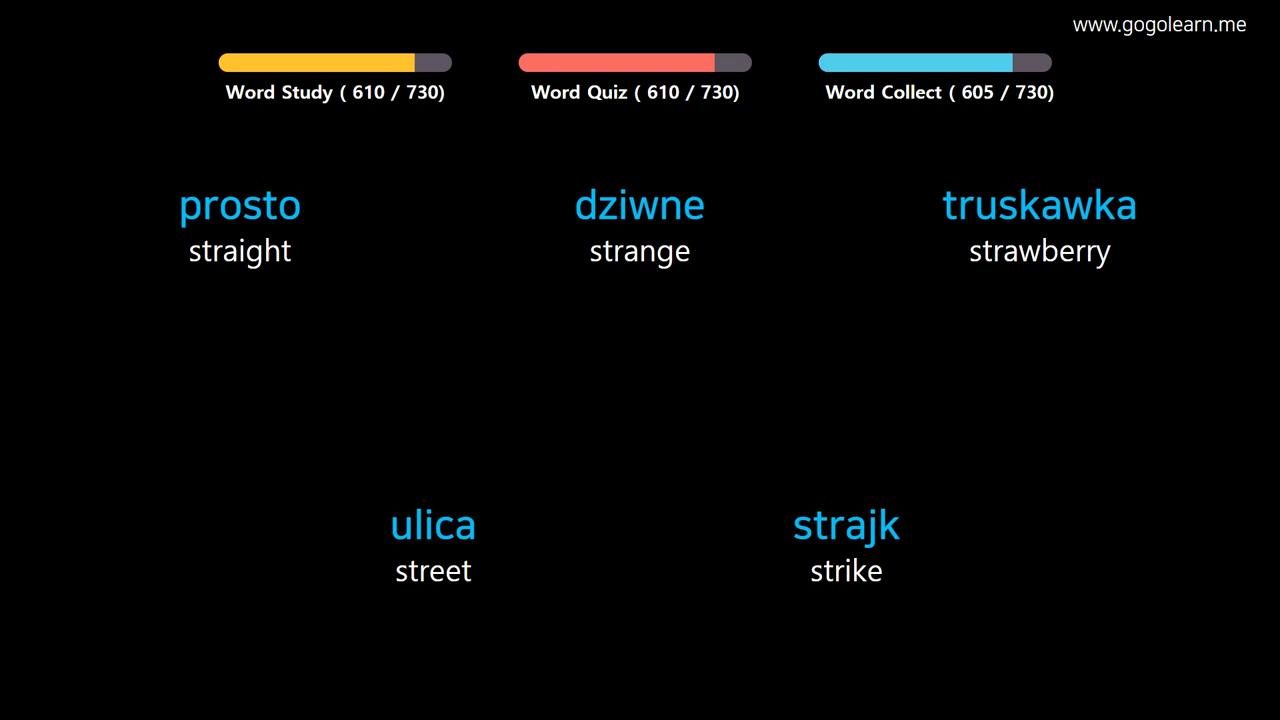 www.gogolearn.me
Word Study ( 610 / 730)
Word Quiz ( 610 / 730)
Word Collect ( 605 / 730)
prosto
straight
dziwne
strange
truskawka
strawberry
ulica
street
strajk
strike